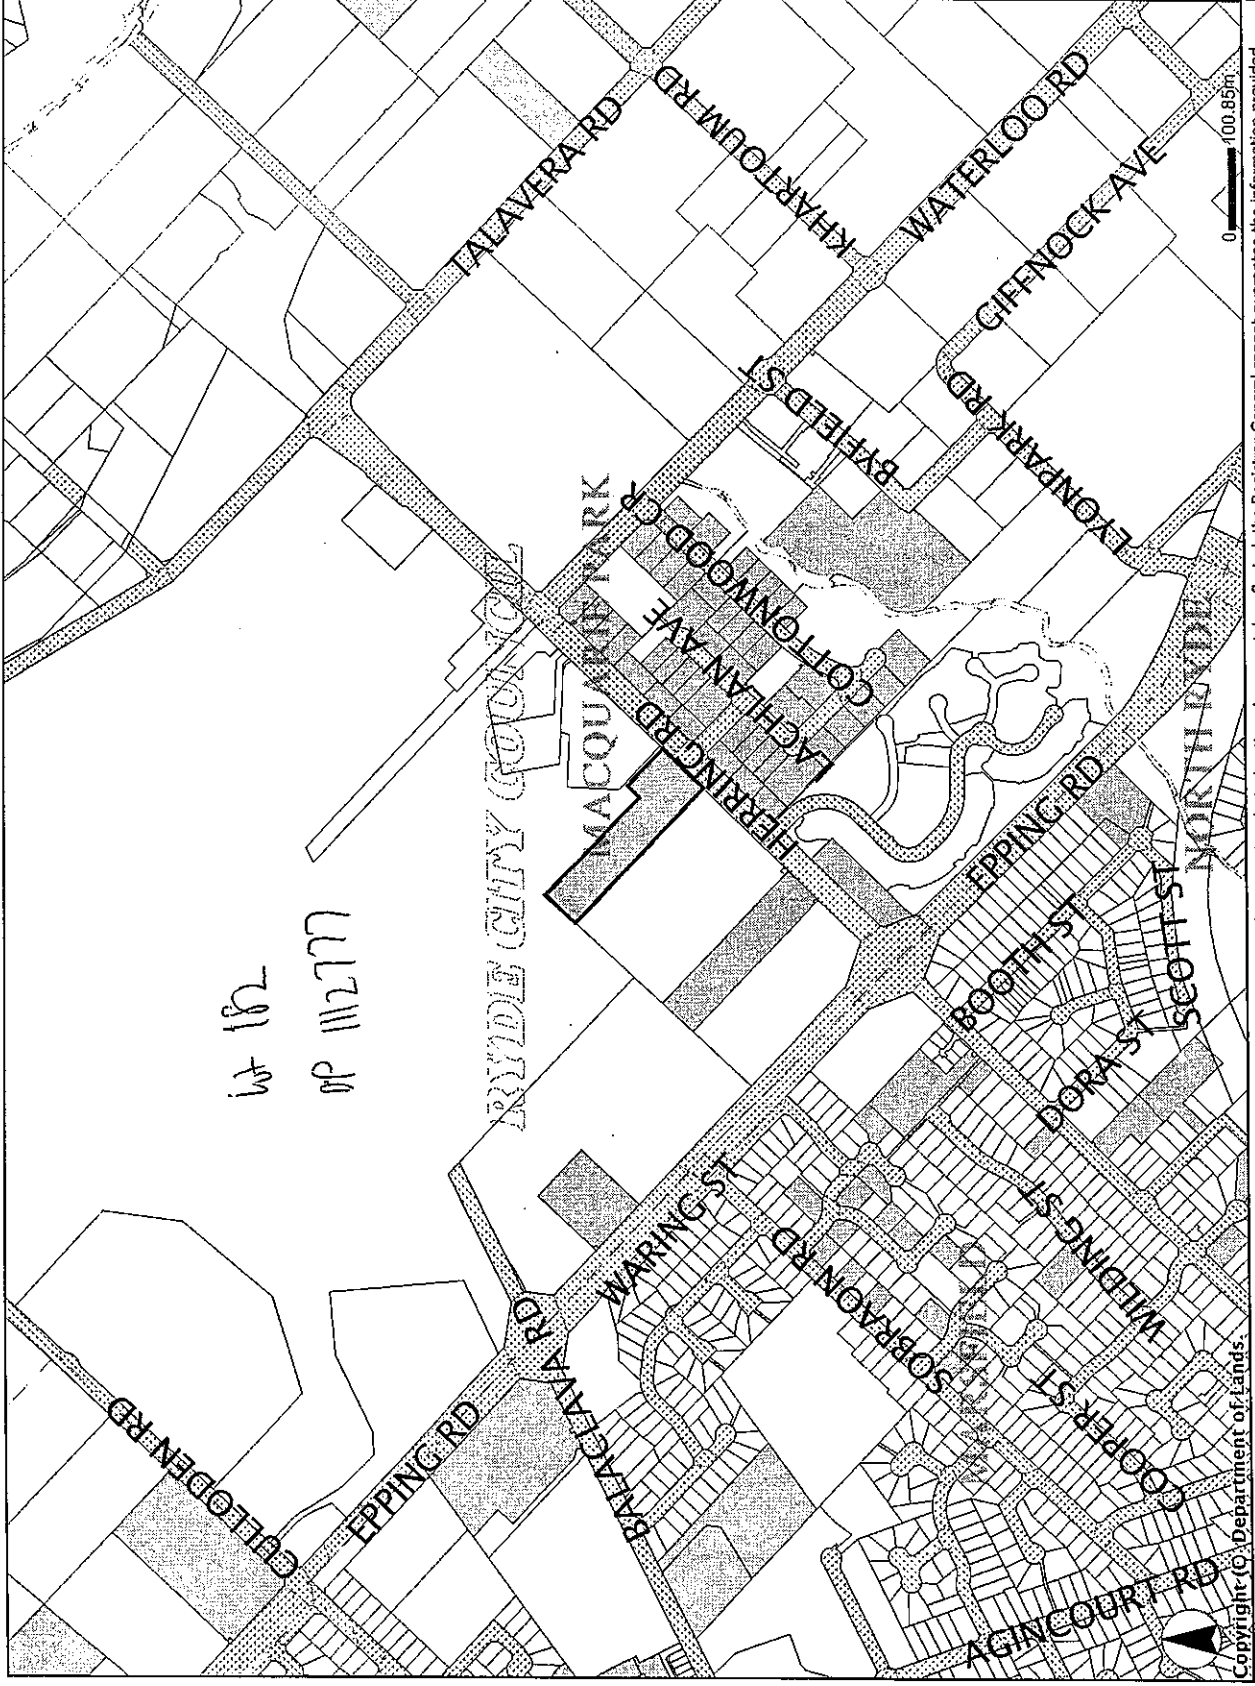 lot 182
DP 1112777
RYDE CITY COUNCIL
MACQUARIE PARK
NORTH RYDE
MARSFIELD
CULLODEN RD
EPPING RD
BALACLAVA RD
WARING ST
SOBRAON RD
AGINCOURT RD
COOPER ST
WILDING ST
DORA ST
BOOTH ST
SCOTT ST
EPPING RD
HERRING RD
LACHLAN AVE
COTTONWOOD CR
BYFIELD ST
LYONPARK RD
GIFFNOCK AVE
WATERLOO RD
KHARTOUM RD
TALAVERA RD
0 100.85m
Copyright (C) Department of Lands.